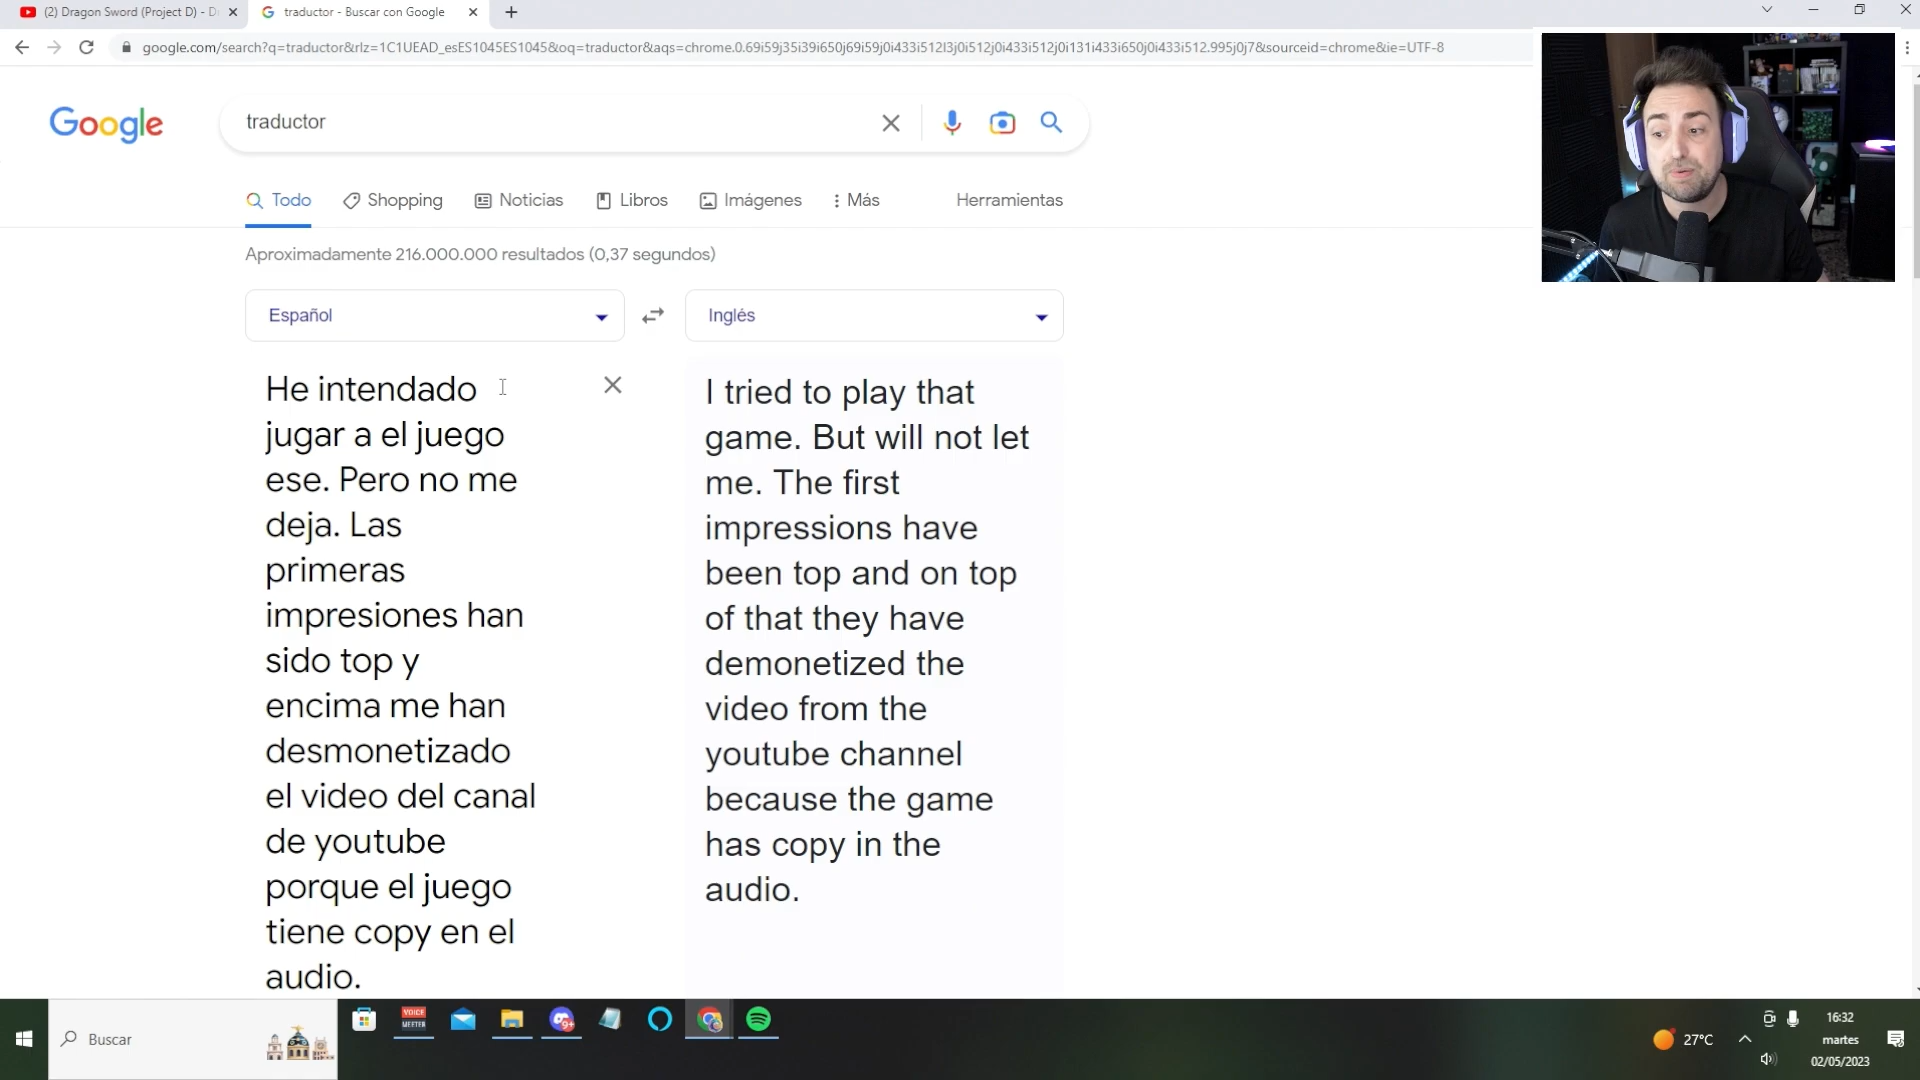 (2) Dragon Sword (Project D) - D
traductor - Buscar con Google
google.com/search?q=traductor&rlz=1C1UEAD_esES1045ES1045&oq=traductor&aqs=chrome.0.69i59j35i39i650j69i59j0i433i512l3j0i512j0i433i512j0i131i433i650j0i433i512.995j0j7&sourceid=chrome&ie=UTF-8
Google
traductor
Todo
Shopping
Noticias
Libros
Imágenes
Más
Herramientas
Aproximadamente 216.000.000 resultados (0,37 segundos)
Español
Inglés
He intendado
jugar a el juego
ese. Pero no me
deja. Las
primeras
impresiones han
sido top y
encima me han
desmonetizado
el video del canal
de youtube
porque el juego
tiene copy en el
audio.
I tried to play that
game. But will not let
me. The first
impressions have
been top and on top
of that they have
demonetized the
video from the
youtube channel
because the game
has copy in the
audio.
Buscar
VOICE
MEETER
9+
27°C
16:32
martes
02/05/2023